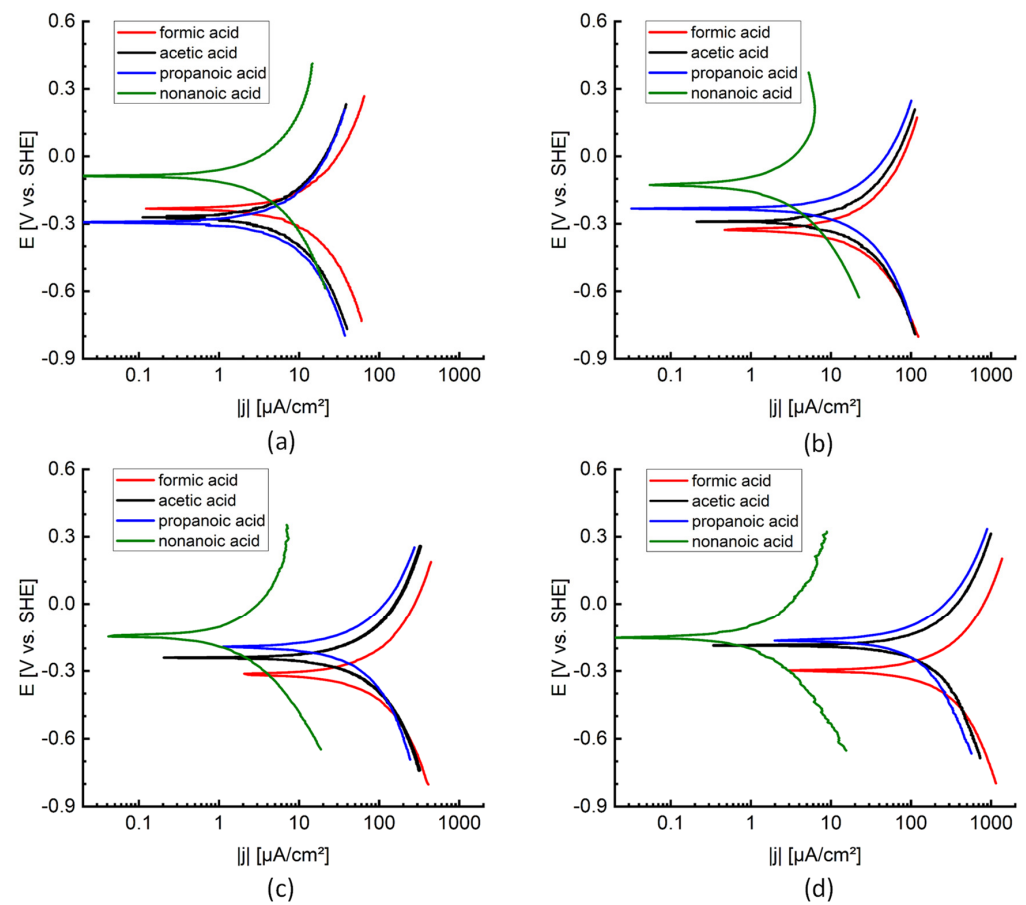 0.6
0.3
0.0
-0.3
-0.6
-0.9
E [V vs. SHE]
formic acid
acetic acid
propanoic acid
nonanoic acid
0.1
1
10
100
1000
|j| [µA/cm²]
(a)
0.6
0.3
0.0
-0.3
-0.6
-0.9
E [V vs. SHE]
formic acid
acetic acid
propanoic acid
nonanoic acid
0.1
1
10
100
1000
|j| [µA/cm²]
(b)
0.6
0.3
0.0
-0.3
-0.6
-0.9
E [V vs. SHE]
formic acid
acetic acid
propanoic acid
nonanoic acid
0.1
1
10
100
1000
|j| [µA/cm²]
(c)
0.6
0.3
0.0
-0.3
-0.6
-0.9
E [V vs. SHE]
formic acid
acetic acid
propanoic acid
nonanoic acid
0.1
1
10
100
1000
|j| [µA/cm²]
(d)